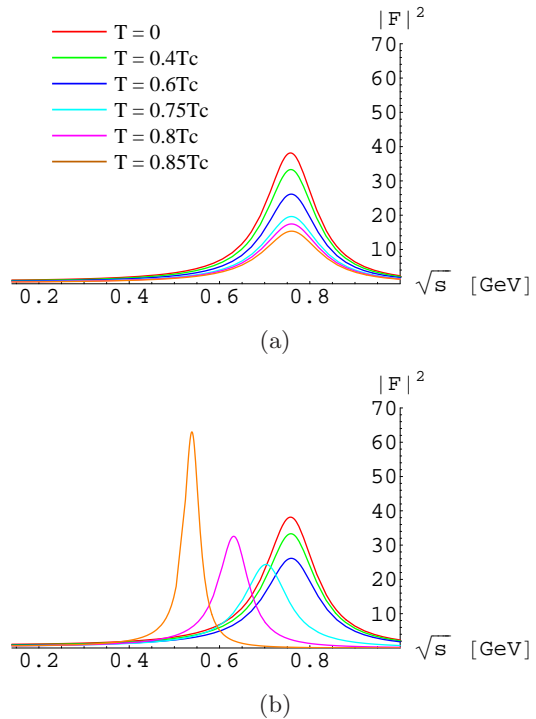 |F|²
T = 0
T = 0.4Tc
T = 0.6Tc
T = 0.75Tc
T = 0.8Tc
T = 0.85Tc
70
60
50
40
30
20
10
0.2 0.4 0.6 0.8 √s [GeV]
(a)
|F|²
70
60
50
40
30
20
10
0.2 0.4 0.6 0.8 √s [GeV]
(b)